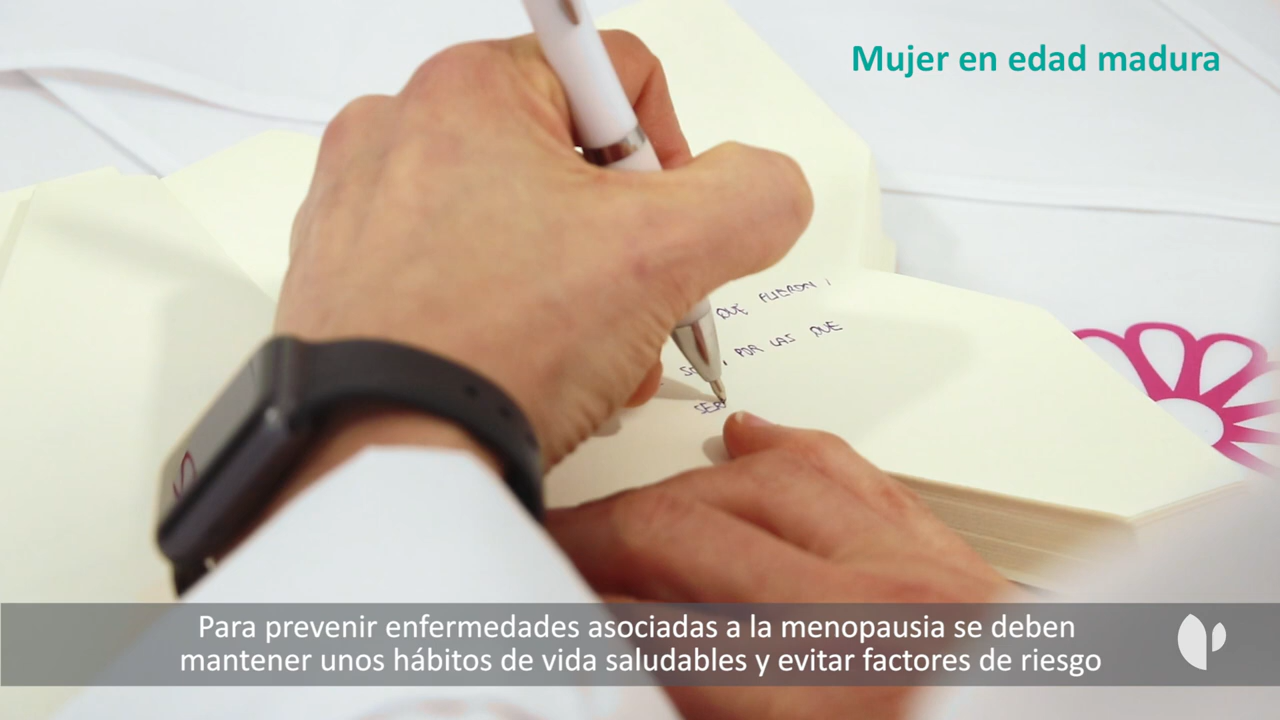 Mujer en edad madura
QUE FUERON
POR LAS QUE
Para prevenir enfermedades asociadas a la menopausia se deben
mantener unos hábitos de vida saludables y evitar factores de riesgo